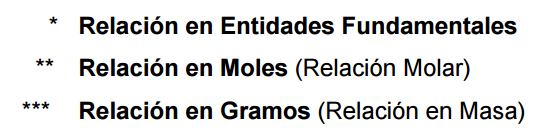 * Relación en Entidades Fundamentales
** Relación en Moles (Relación Molar)
*** Relación en Gramos (Relación en Masa)